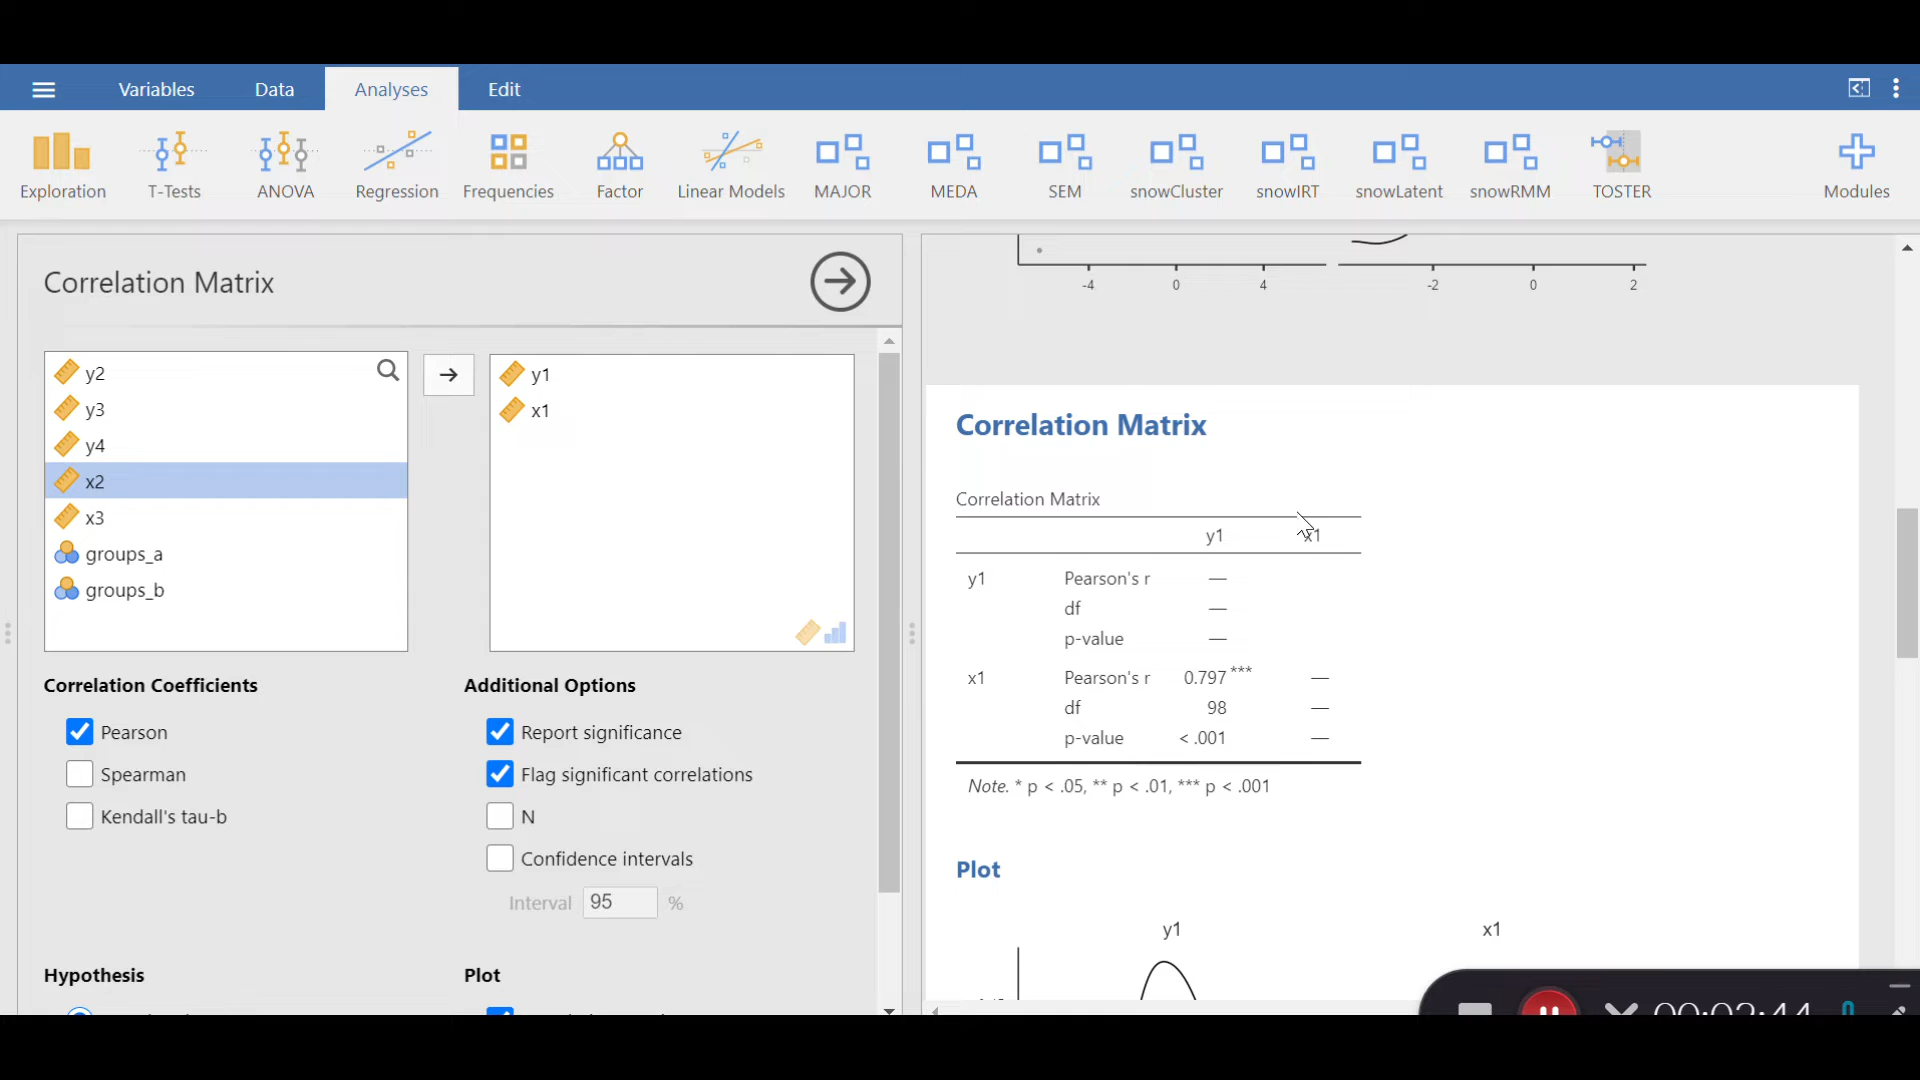 Variables Data Analyses Edit
Exploration T-Tests ANOVA Regression Frequencies Factor Linear Models MAJOR MEDA SEM snowCluster snowIRT snowLatent snowRMM TOSTER Modules
Correlation Matrix
y2
y3
y4
x2
x3
groups_a
groups_b
y1
x1
Correlation Coefficients
Pearson
Spearman
Kendall's tau-b
Additional Options
Report significance
Flag significant correlations
N
Confidence intervals
Interval 95 %
Hypothesis
Plot
-4 0 4 -2 0 2
Correlation Matrix
Correlation Matrix
y1 x1
y1 Pearson's r —
df —
p-value —
x1 Pearson's r 0.797 *** —
df 98 —
p-value < .001 —
Note. * p < .05, ** p < .01, *** p < .001
Plot
y1 x1
00:02:44